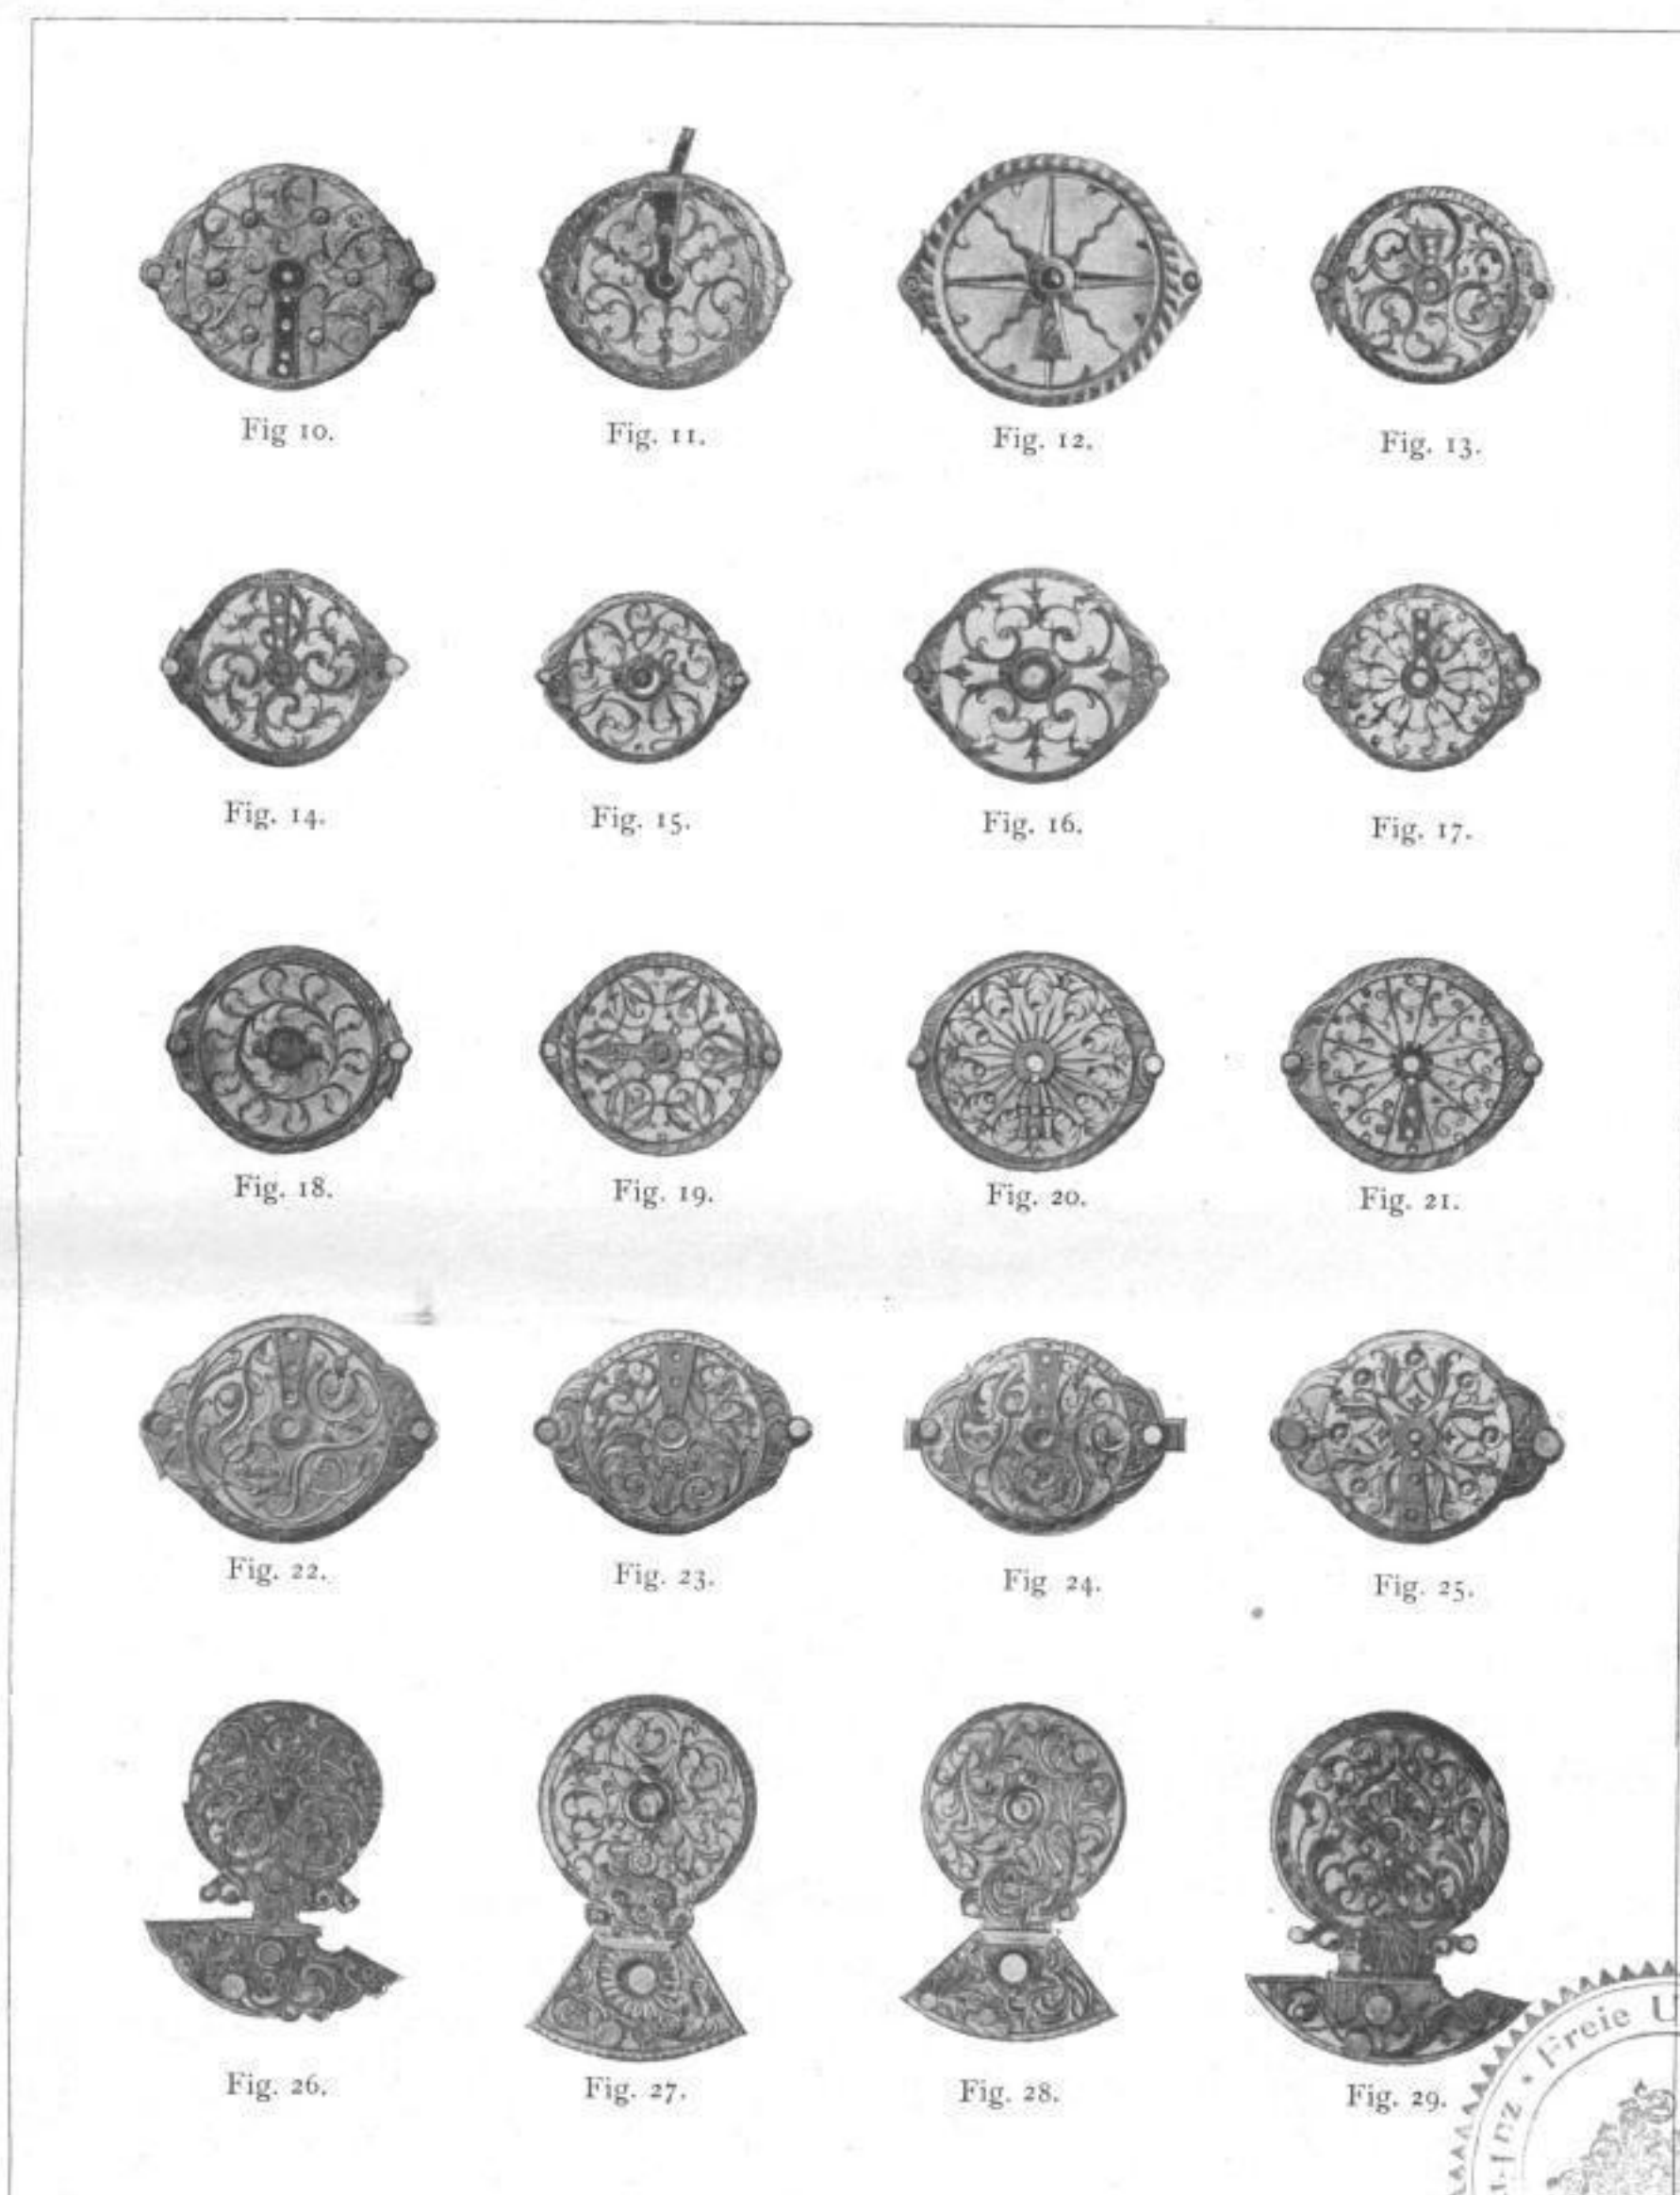 Fig 10.
Fig. 11.
Fig. 12.
Fig. 13.
Fig. 14.
Fig. 15.
Fig. 16.
Fig. 17.
Fig. 18.
Fig. 19.
Fig. 20.
Fig. 21.
Fig. 22.
Fig. 23.
Fig 24.
Fig. 25.
Fig. 26.
Fig. 27.
Fig. 28.
Fig. 29.
Freie